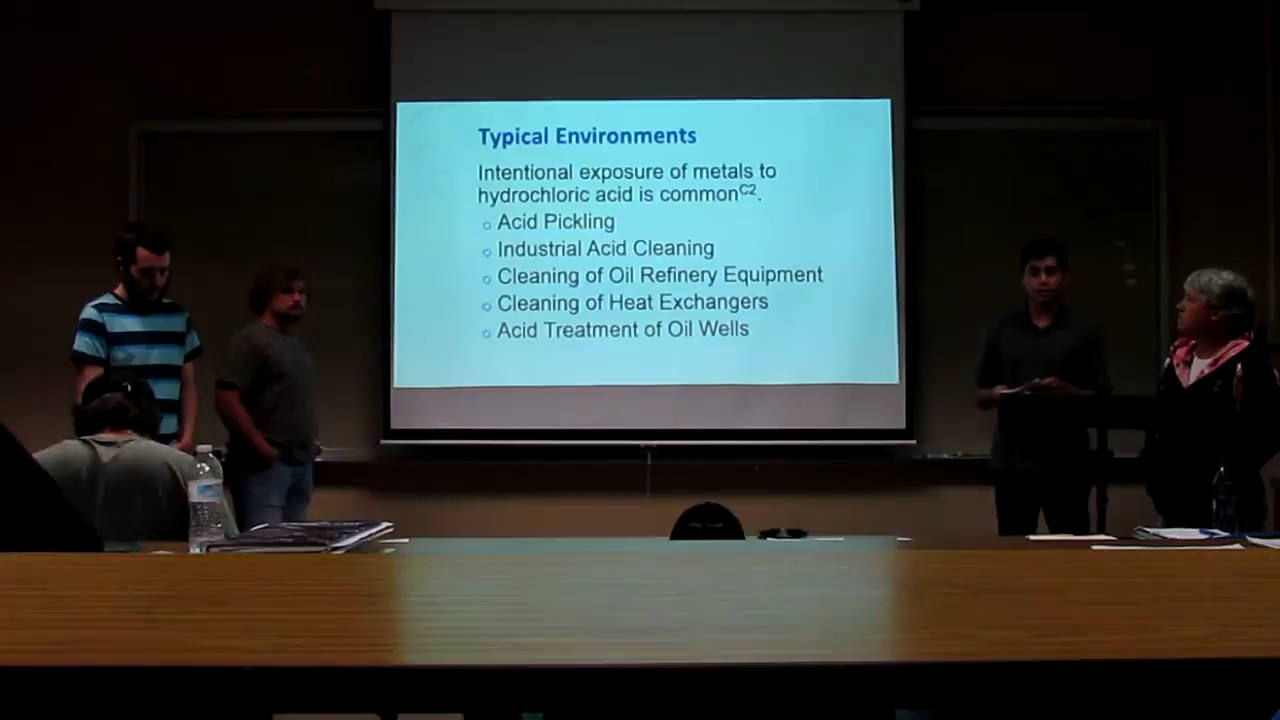 Typical Environments
Intentional exposure of metals to
hydrochloric acid is commonC2.
Acid Pickling
Industrial Acid Cleaning
Cleaning of Oil Refinery Equipment
Cleaning of Heat Exchangers
Acid Treatment of Oil Wells